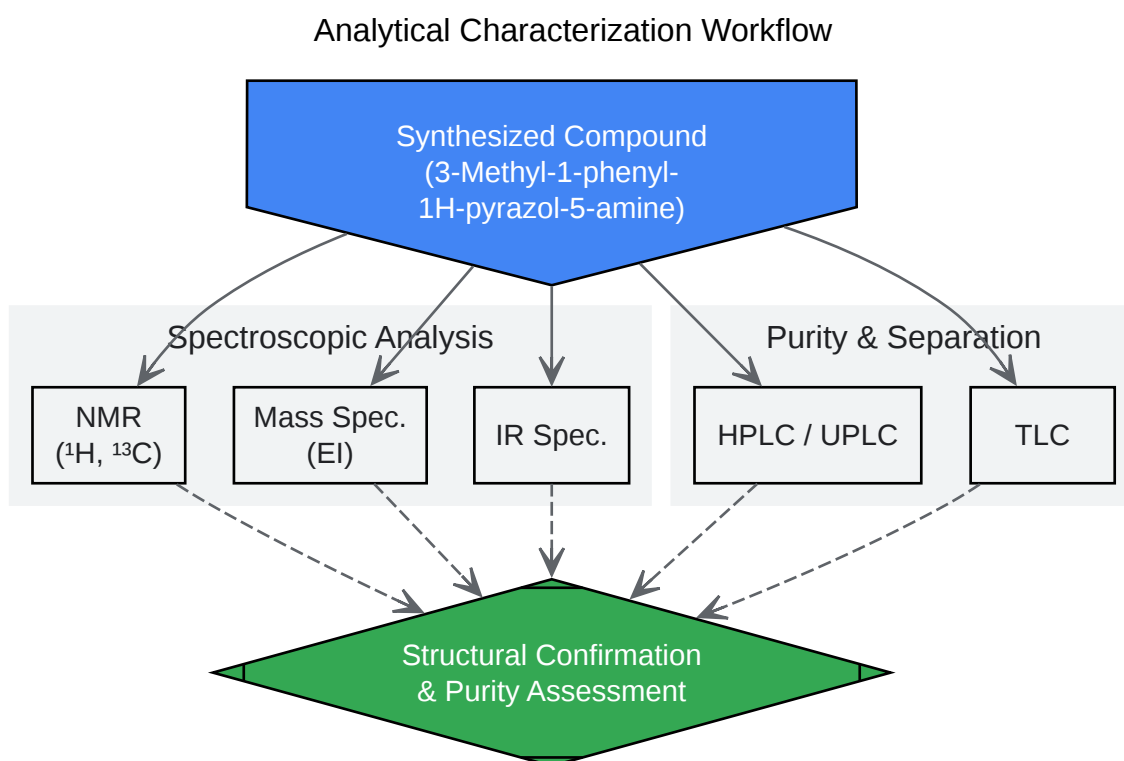 Analytical Characterization Workflow
Synthesized Compound
(3-Methyl-1-phenyl-
1H-pyrazol-5-amine)
Spectroscopic Analysis
Purity & Separation
NMR
(¹H, ¹³C)
Mass Spec.
(EI)
IR Spec.
HPLC / UPLC
TLC
Structural Confirmation
& Purity Assessment